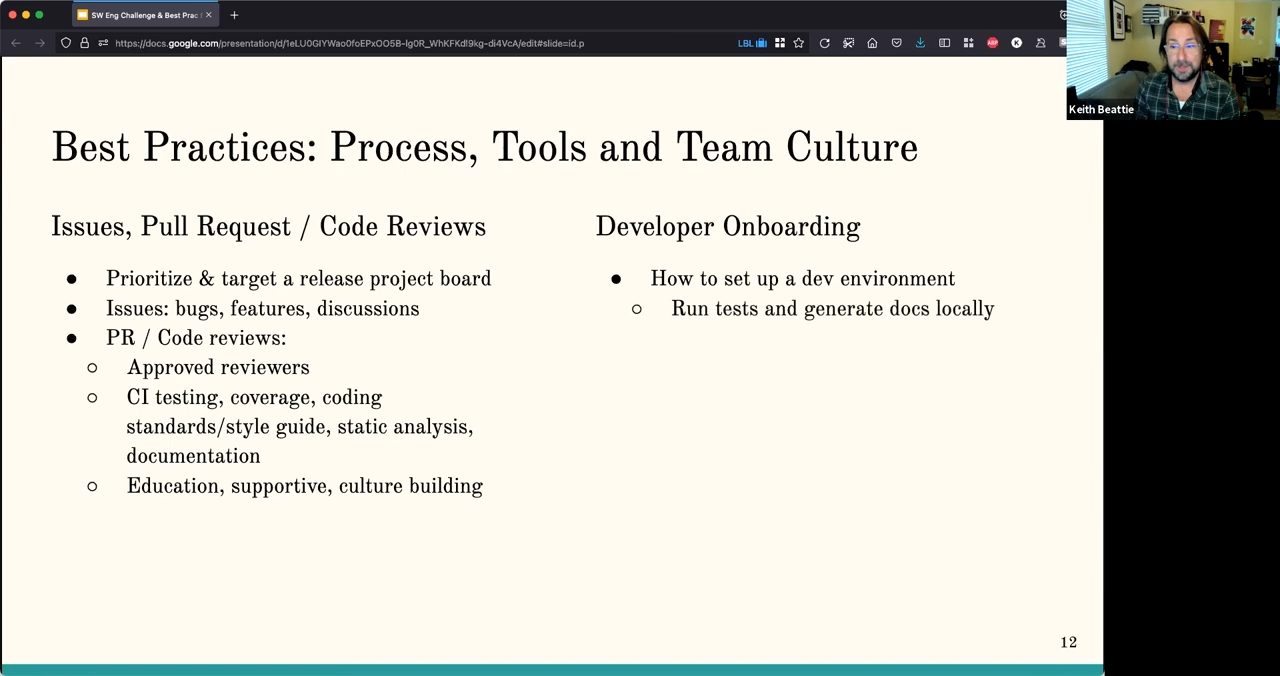 SW Eng Challenge & Best Prac
https://docs.google.com/presentation/d/1eLU0GIYWao0foEPxOO5B-Ig0R_WhKFKdI9kg-di4VcA/edit#slide=id.p
LBL
ABP
K
Keith Beattie
Best Practices: Process, Tools and Team Culture
Issues, Pull Request / Code Reviews
● Prioritize & target a release project board
● Issues: bugs, features, discussions
● PR / Code reviews:
○ Approved reviewers
○ CI testing, coverage, coding
standards/style guide, static analysis,
documentation
○ Education, supportive, culture building
Developer Onboarding
● How to set up a dev environment
○ Run tests and generate docs locally
12